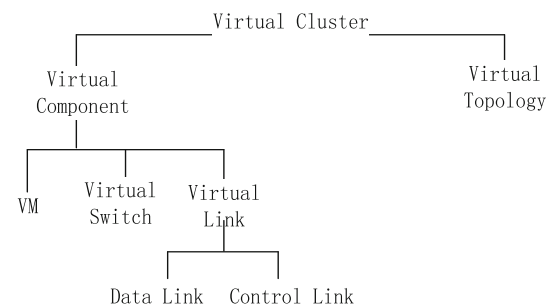 Virtual Cluster
Virtual
Component
Virtual
Topology
VM
Virtual
Switch
Virtual
Link
Data Link
Control Link